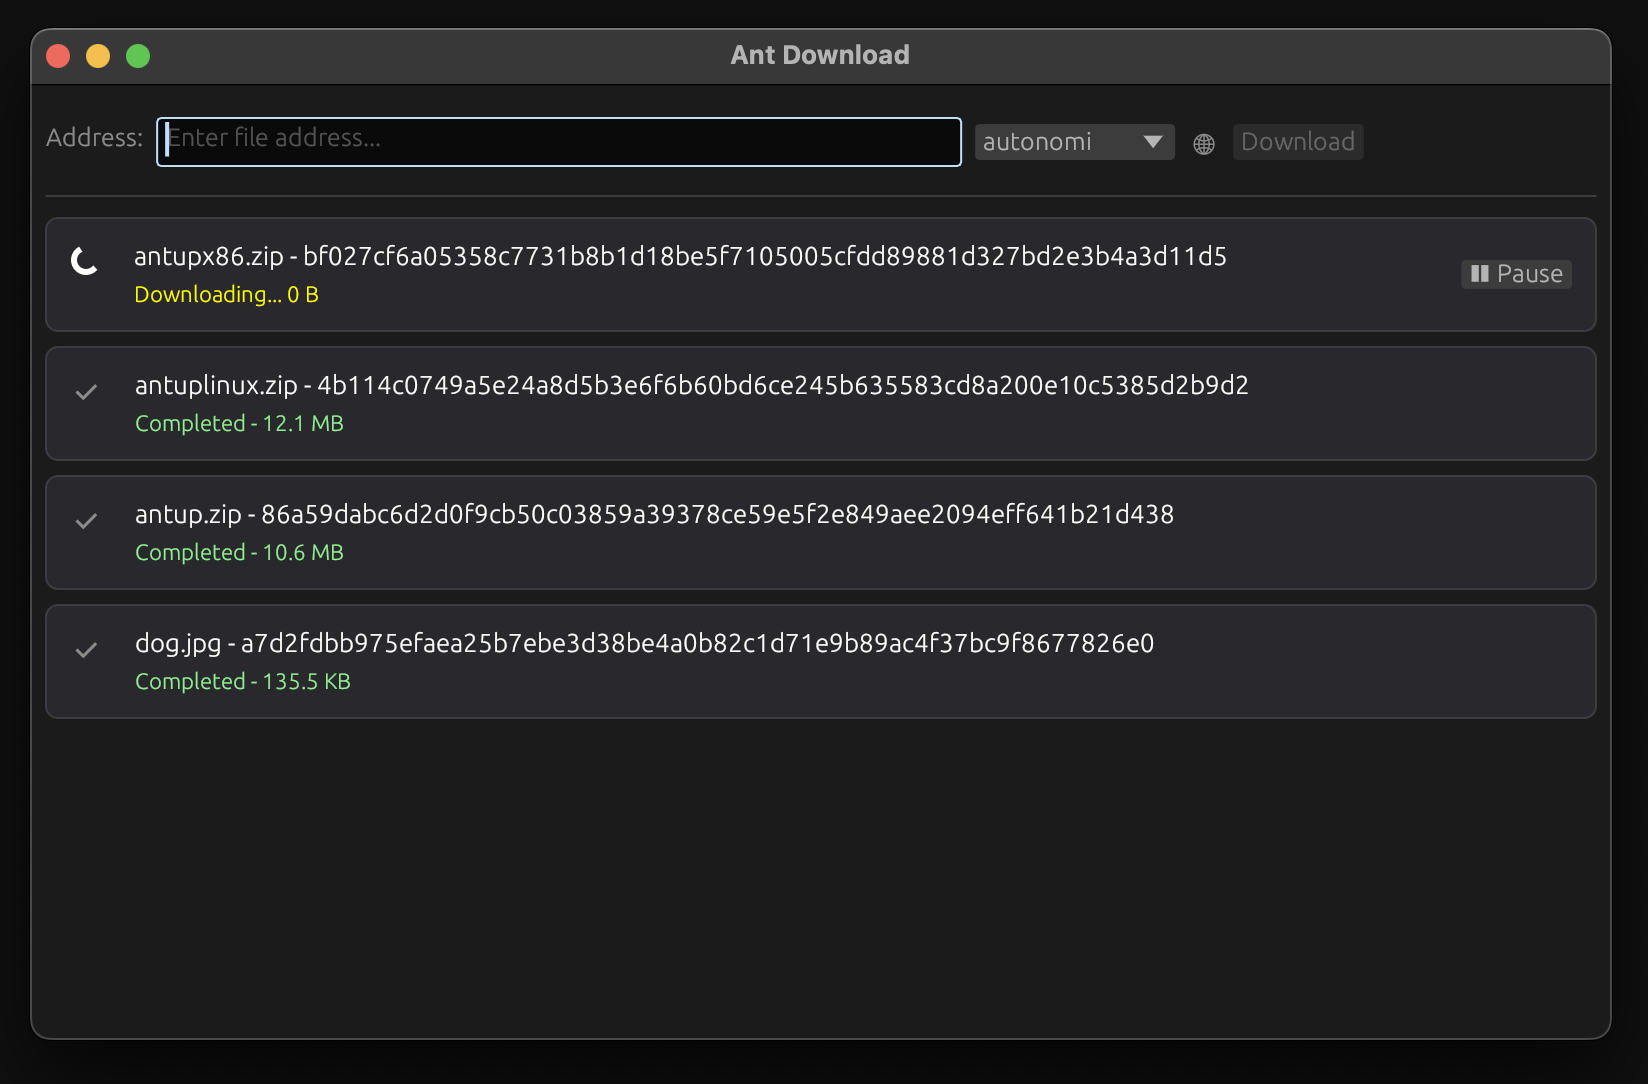 Ant Download
Address: Enter file address... autonomi Download
antupx86.zip - bf027cf6a05358c7731b8b1d18be5f7105005cfdd89881d327bd2e3b4a3d11d5
Downloading... 0 B
Pause
antuplinux.zip - 4b114c0749a5e24a8d5b3e6f6b60bd6ce245b635583cd8a200e10c5385d2b9d2
Completed - 12.1 MB
antup.zip - 86a59dabc6d2d0f9cb50c03859a39378ce59e5f2e849aee2094eff641b21d438
Completed - 10.6 MB
dog.jpg - a7d2fdbb975efaea25b7ebe3d38be4a0b82c1d71e9b89ac4f37bc9f8677826e0
Completed - 135.5 KB